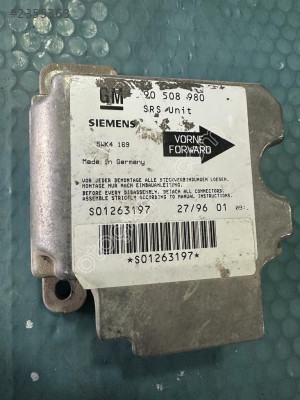 #2355363
GM 90 508 980
SRS Unit
SIEMENS
5WK4 169
VORNE
FORWARD
Made in Germany
VOR JEDER DEMONTAGE ALLE STECKVERBINDUNGEN LOESEN.
MONTAGE NUR NACH EINBAUANLEITUNG.
BEFORE EVERY DISASSEMBLY, DETACH ALL CONNECTORS.
ASSEMBLE STRICTLY ACCORDING TO MANUAL INSTRUCTIONS.
S01263197 27/96 01
*S01263197*